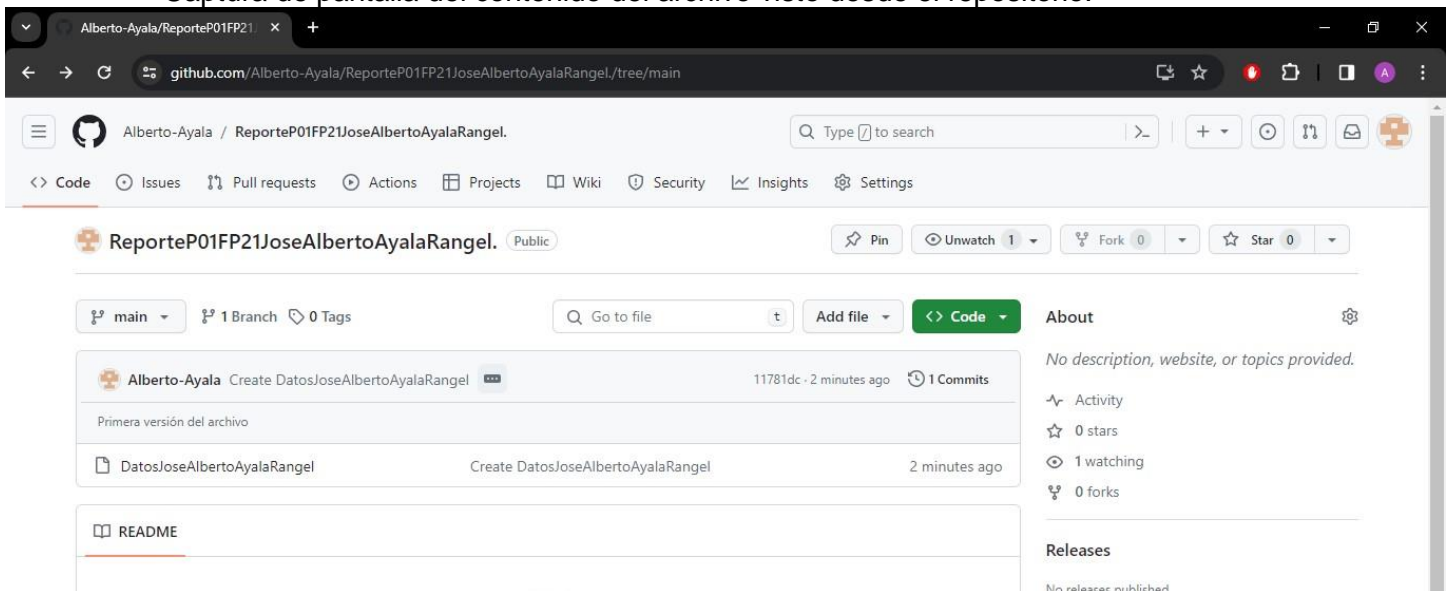 Captura de pantalla del contenido del archivo visto desde el repositorio.
Alberto-Ayala/ReporteP01FP21
github.com/Alberto-Ayala/ReporteP01FP21JoseAlbertoAyalaRangel./tree/main
A
Alberto-Ayala / ReporteP01FP21JoseAlbertoAyalaRangel.
Type / to search
Code Issues Pull requests Actions Projects Wiki Security Insights Settings
ReporteP01FP21JoseAlbertoAyalaRangel. Public
Pin Unwatch 1 Fork 0 Star 0
main 1 Branch 0 Tags Go to file t Add file <> Code
About
No description, website, or topics provided.
Alberto-Ayala Create DatosJoseAlbertoAyalaRangel ... 11781dc · 2 minutes ago 1 Commits
Primera versión del archivo
DatosJoseAlbertoAyalaRangel Create DatosJoseAlbertoAyalaRangel 2 minutes ago
README
Activity
0 stars
1 watching
0 forks
Releases
No releases published